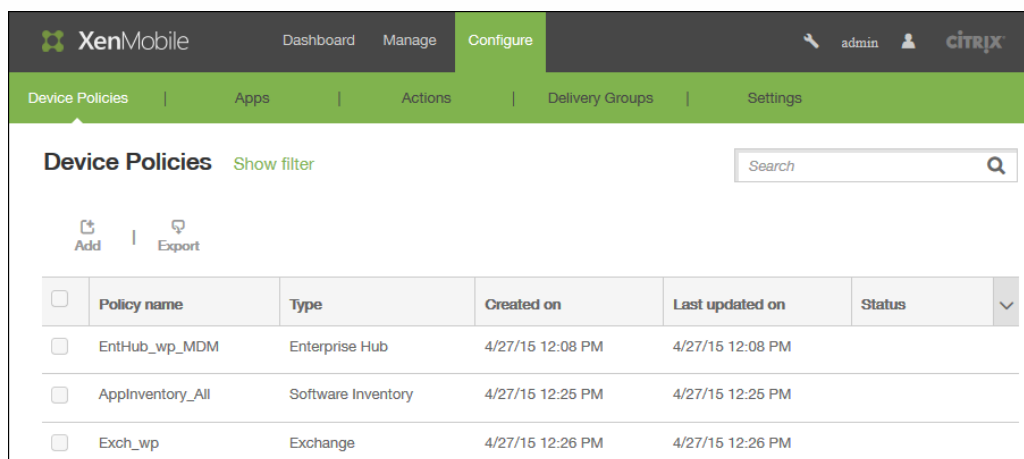 XenMobile Dashboard Manage Configure admin CİTRIX
Device Policies | Apps | Actions | Delivery Groups | Settings
Device Policies Show filter Search
Add | Export
Policy name Type Created on Last updated on Status
EntHub_wp_MDM Enterprise Hub 4/27/15 12:08 PM 4/27/15 12:08 PM
AppInventory_All Software Inventory 4/27/15 12:25 PM 4/27/15 12:25 PM
Exch_wp Exchange 4/27/15 12:26 PM 4/27/15 12:26 PM